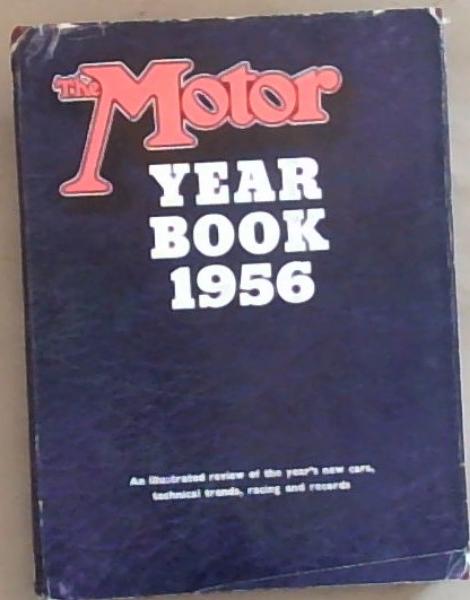 The Motor
YEAR
BOOK
1956
An illustrated review of the year's new cars,
technical trends, racing and records